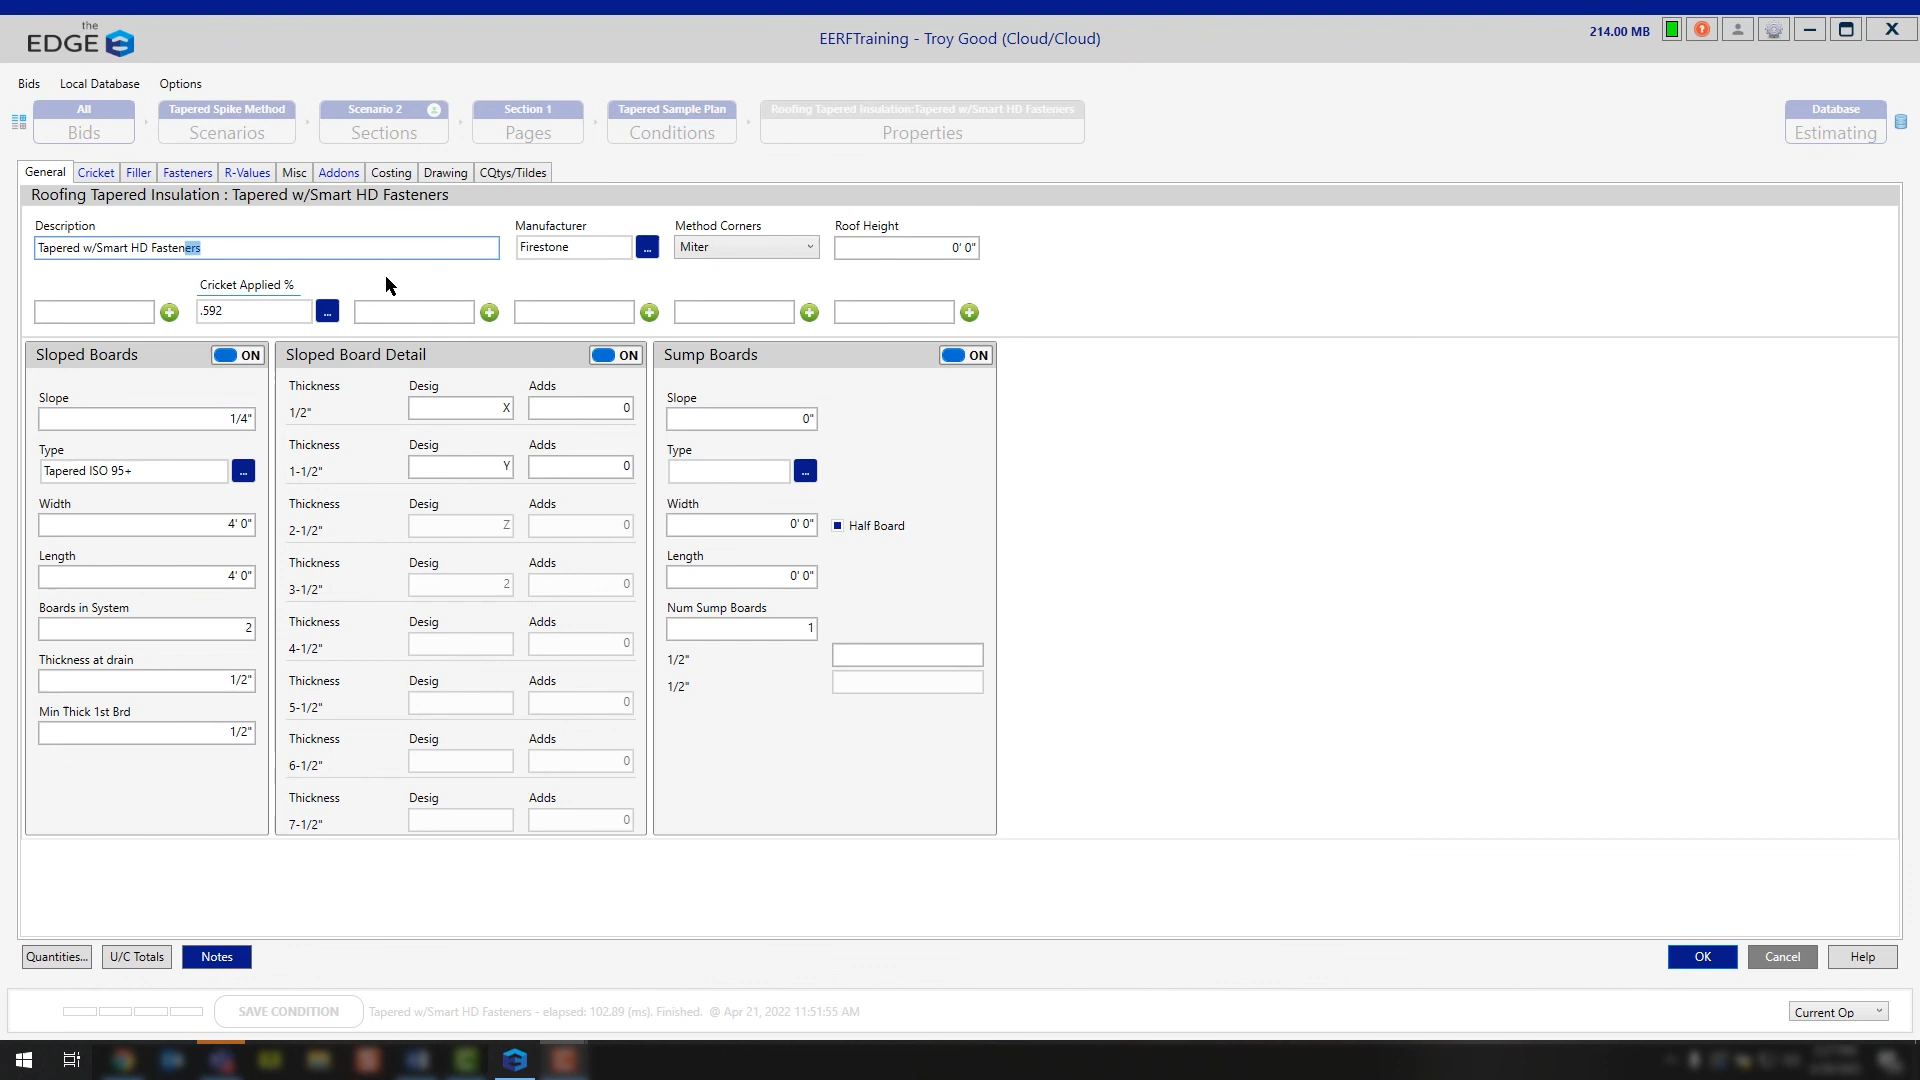 the
EDGE
EERFTraining - Troy Good (Cloud/Cloud)
214.00 MB
X
Bids Local Database Options
All
Bids
Tapered Spike Method
Scenarios
Scenario 2
Sections
Section 1
Pages
Tapered Sample Plan
Conditions
Roofing Tapered Insulation:Tapered w/Smart HD Fasteners
Properties
Database
Estimating
General Cricket Filler Fasteners R-Values Misc Addons Costing Drawing CQtys/Tildes
Roofing Tapered Insulation : Tapered w/Smart HD Fasteners
Description Manufacturer Method Corners Roof Height
Tapered w/Smart HD Fasteners Firestone ... Miter 0' 0"
Cricket Applied %
.592 ...
Sloped Boards ON
Slope
1/4"
Type
Tapered ISO 95+ ...
Width
4' 0"
Length
4' 0"
Boards in System
2
Thickness at drain
1/2"
Min Thick 1st Brd
1/2"
Sloped Board Detail ON
Thickness Desig Adds
1/2" X 0
Thickness Desig Adds
1-1/2" Y 0
Thickness Desig Adds
2-1/2" Z 0
Thickness Desig Adds
3-1/2" 2 0
Thickness Desig Adds
4-1/2" 0
Thickness Desig Adds
5-1/2" 0
Thickness Desig Adds
6-1/2" 0
Thickness Desig Adds
7-1/2" 0
Sump Boards ON
Slope
0"
Type
...
Width
0' 0" Half Board
Length
0' 0"
Num Sump Boards
1
1/2"
1/2"
Quantities... U/C Totals Notes OK Cancel Help
SAVE CONDITION Tapered w/Smart HD Fasteners - elapsed: 102.89 (ms). Finished. @ Apr 21, 2022 11:51:55 AM Current Op